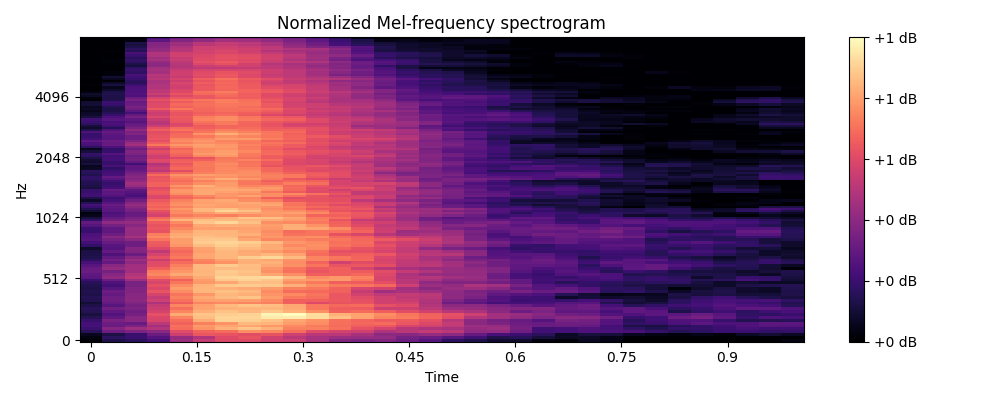 Normalized Mel-frequency spectrogram
Hz
4096
2048
1024
512
0
0 0.15 0.3 0.45 0.6 0.75 0.9
Time
+1 dB
+1 dB
+1 dB
+0 dB
+0 dB
+0 dB